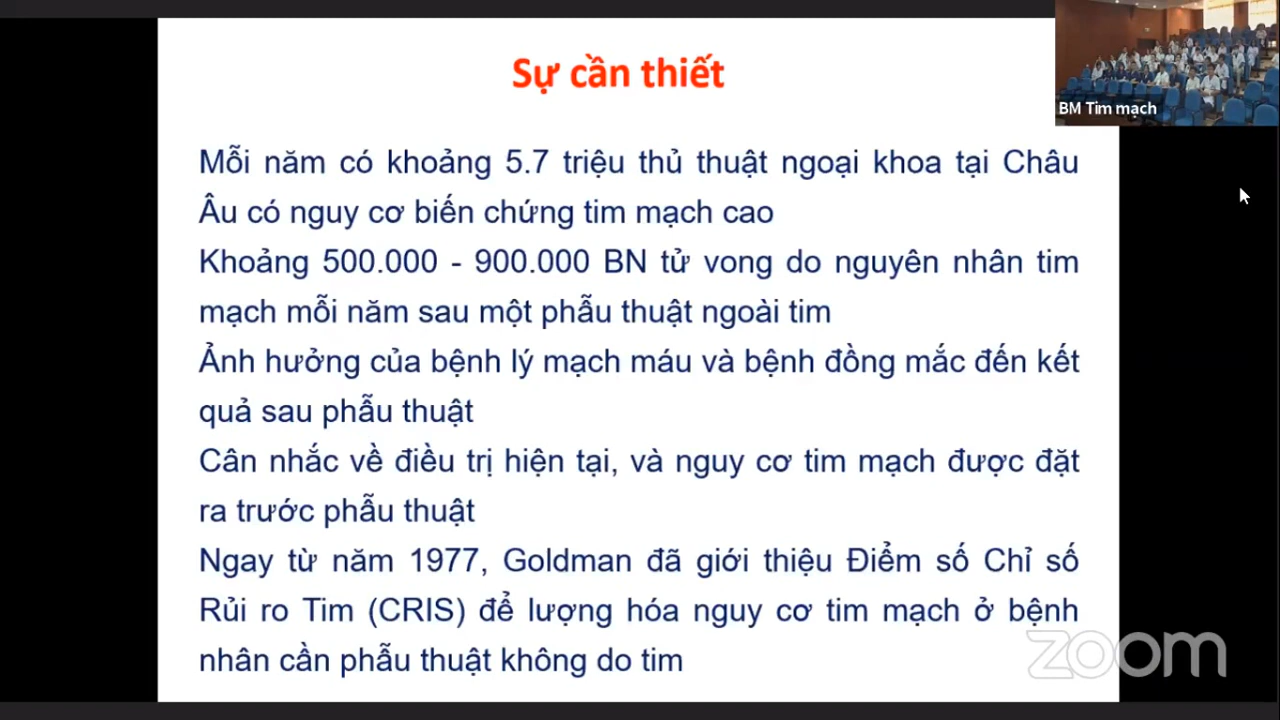 Sự cần thiết
BM Tim mạch
Mỗi năm có khoảng 5.7 triệu thủ thuật ngoại khoa tại Châu
Âu có nguy cơ biến chứng tim mạch cao
Khoảng 500.000 - 900.000 BN tử vong do nguyên nhân tim
mạch mỗi năm sau một phẫu thuật ngoài tim
Ảnh hưởng của bệnh lý mạch máu và bệnh đồng mắc đến kết
quả sau phẫu thuật
Cân nhắc về điều trị hiện tại, và nguy cơ tim mạch được đặt
ra trước phẫu thuật
Ngay từ năm 1977, Goldman đã giới thiệu Điểm số Chỉ số
Rủi ro Tim (CRIS) để lượng hóa nguy cơ tim mạch ở bệnh
nhân cần phẫu thuật không do tim
zoom